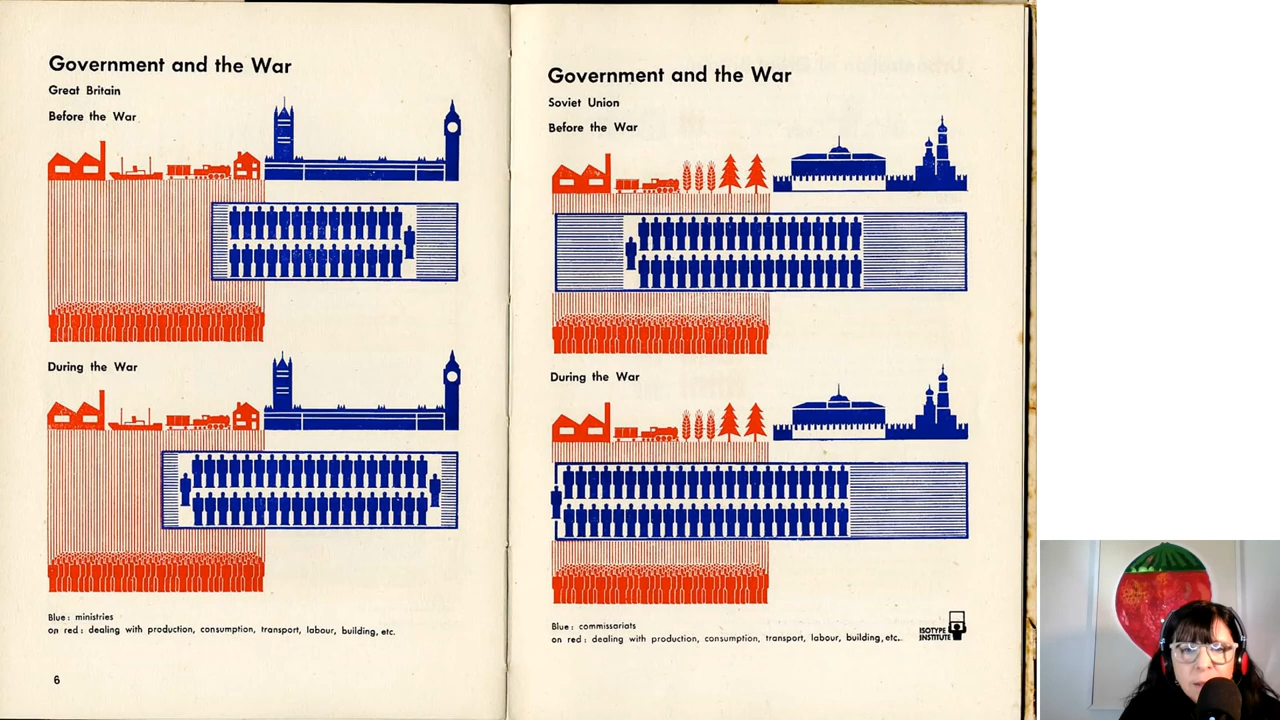 Government and the War
Great Britain
Before the War
During the War
Blue: ministries
on red: dealing with production, consumption, transport, labour, building, etc.
6
Government and the War
Soviet Union
Before the War
During the War
Blue: commissariats
on red: dealing with production, consumption, transport, labour, building, etc.
ISOTYPE
INSTITUTE